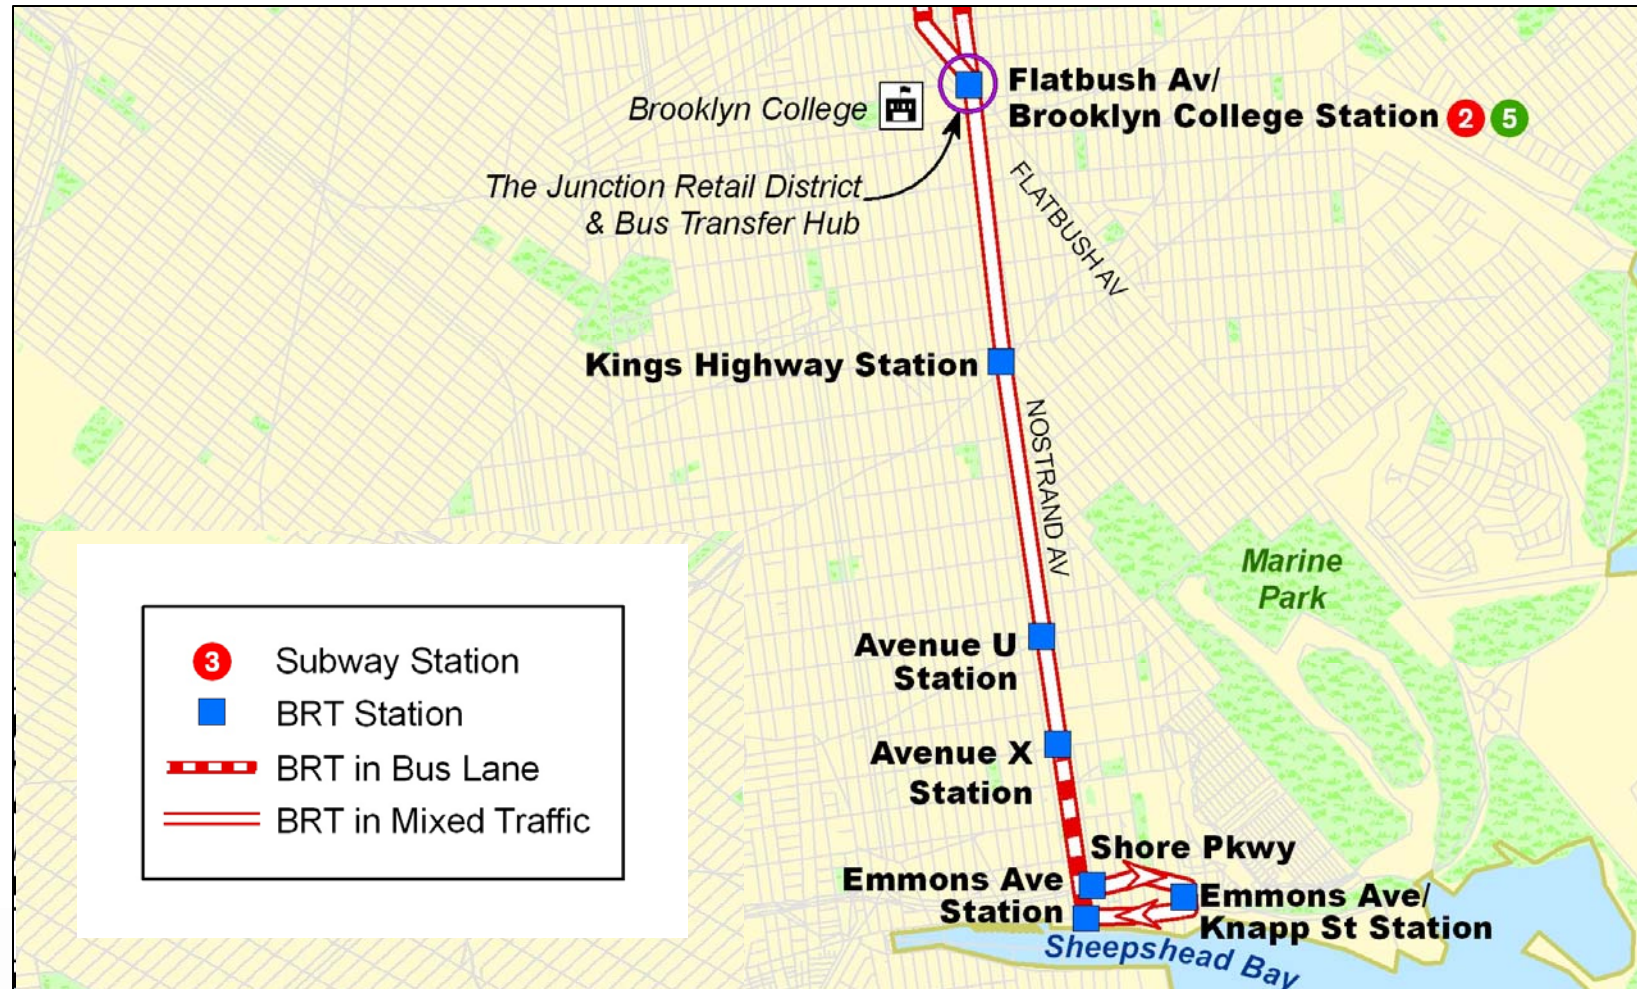 Flatbush Av/
Brooklyn College Station 2 5
Brooklyn College
The Junction Retail District
& Bus Transfer Hub
FLATBUSH AV
Kings Highway Station
NOSTRAND AV
Marine
Park
Avenue U
Station
Avenue X
Station
Shore Pkwy
Emmons Ave
Station
Emmons Ave/
Knapp St Station
Sheepshead Bay
3 Subway Station
BRT Station
BRT in Bus Lane
BRT in Mixed Traffic